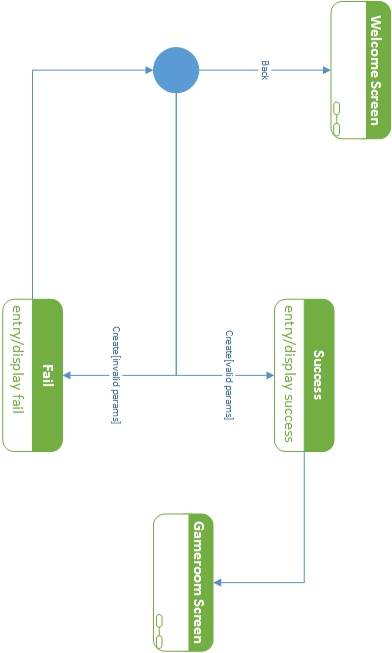 Welcome Screen
Back
Success
entry/display success
Create[valid params]
Create[invalid params]
Fail
entry/display fail
Gameroom Screen